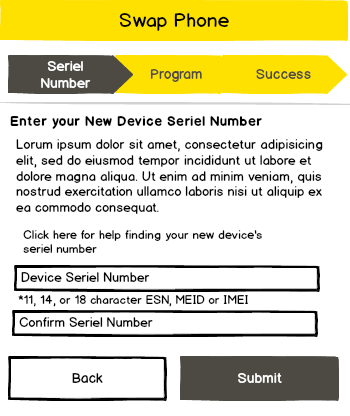 Swap Phone
Seriel
Number
Program
Success
Enter your New Device Seriel Number
Lorum ipsum dolor sit amet, consectetur adipisicing
elit, sed do eiusmod tempor incididunt ut labore et
dolore magna aliqua. Ut enim ad minim veniam, quis
nostrud exercitation ullamco laboris nisi ut aliquip ex
ea commodo consequat.
Click here for help finding your new device's
seriel number
Device Seriel Number
*11, 14, or 18 character ESN, MEID or IMEI
Confirm Seriel Number
Back
Submit